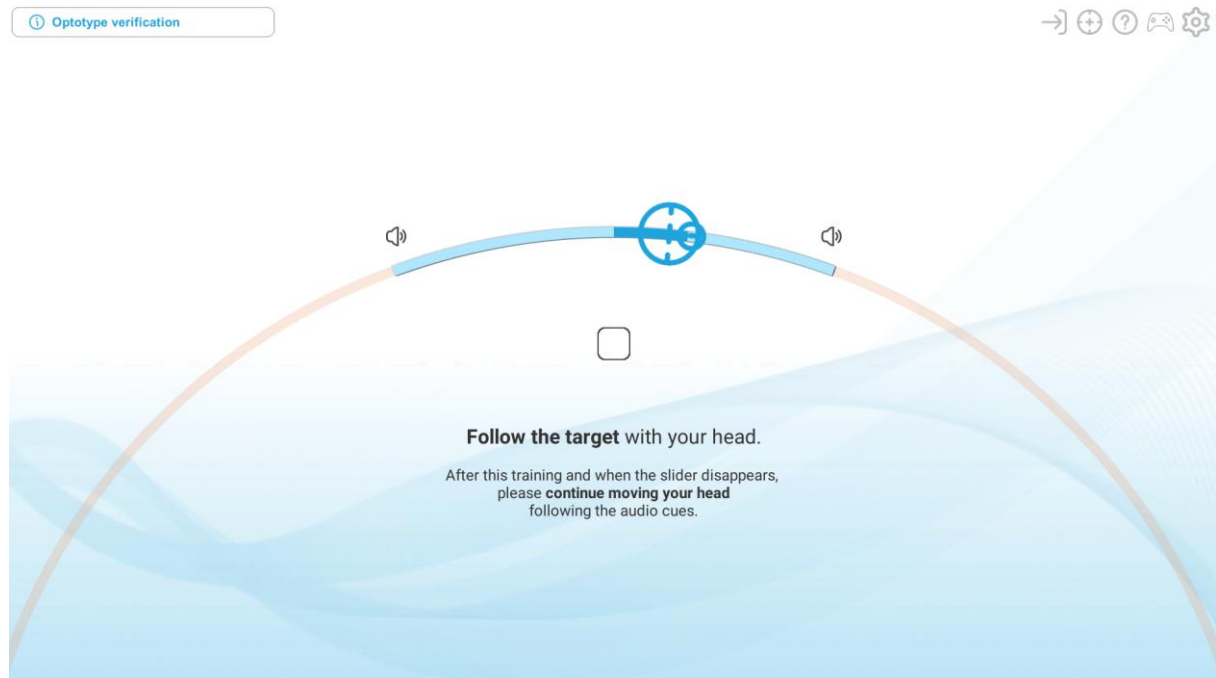 Optotype verification
Follow the target with your head.
After this training and when the slider disappears,
please continue moving your head
following the audio cues.